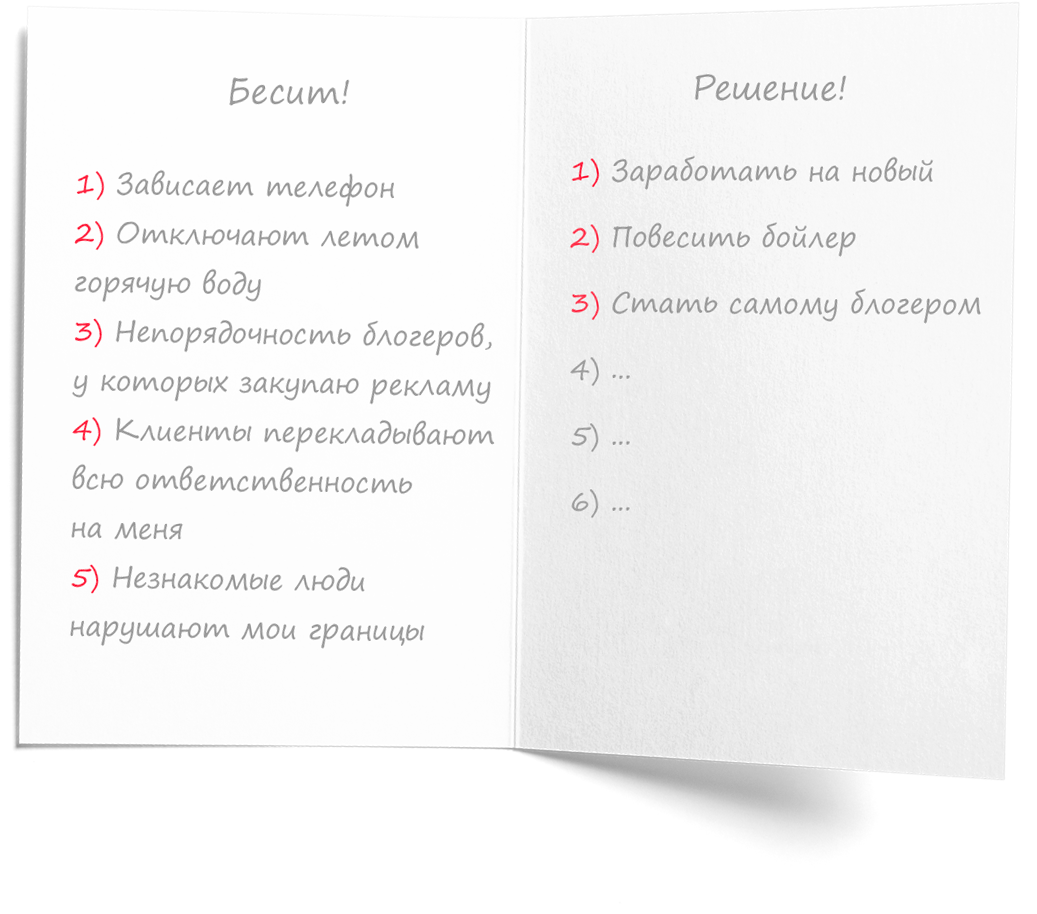 Бесит!
1) Зависает телефон
2) Отключают летом
горячую воду
3) Непорядочность блогеров,
у которых закупаю рекламу
4) Клиенты перекладывают
всю ответственность
на меня
5) Незнакомые люди
нарушают мои границы
Решение!
1) Заработать на новый
2) Повесить бойлер
3) Стать самому блогером
4) ...
5) ...
6) ...